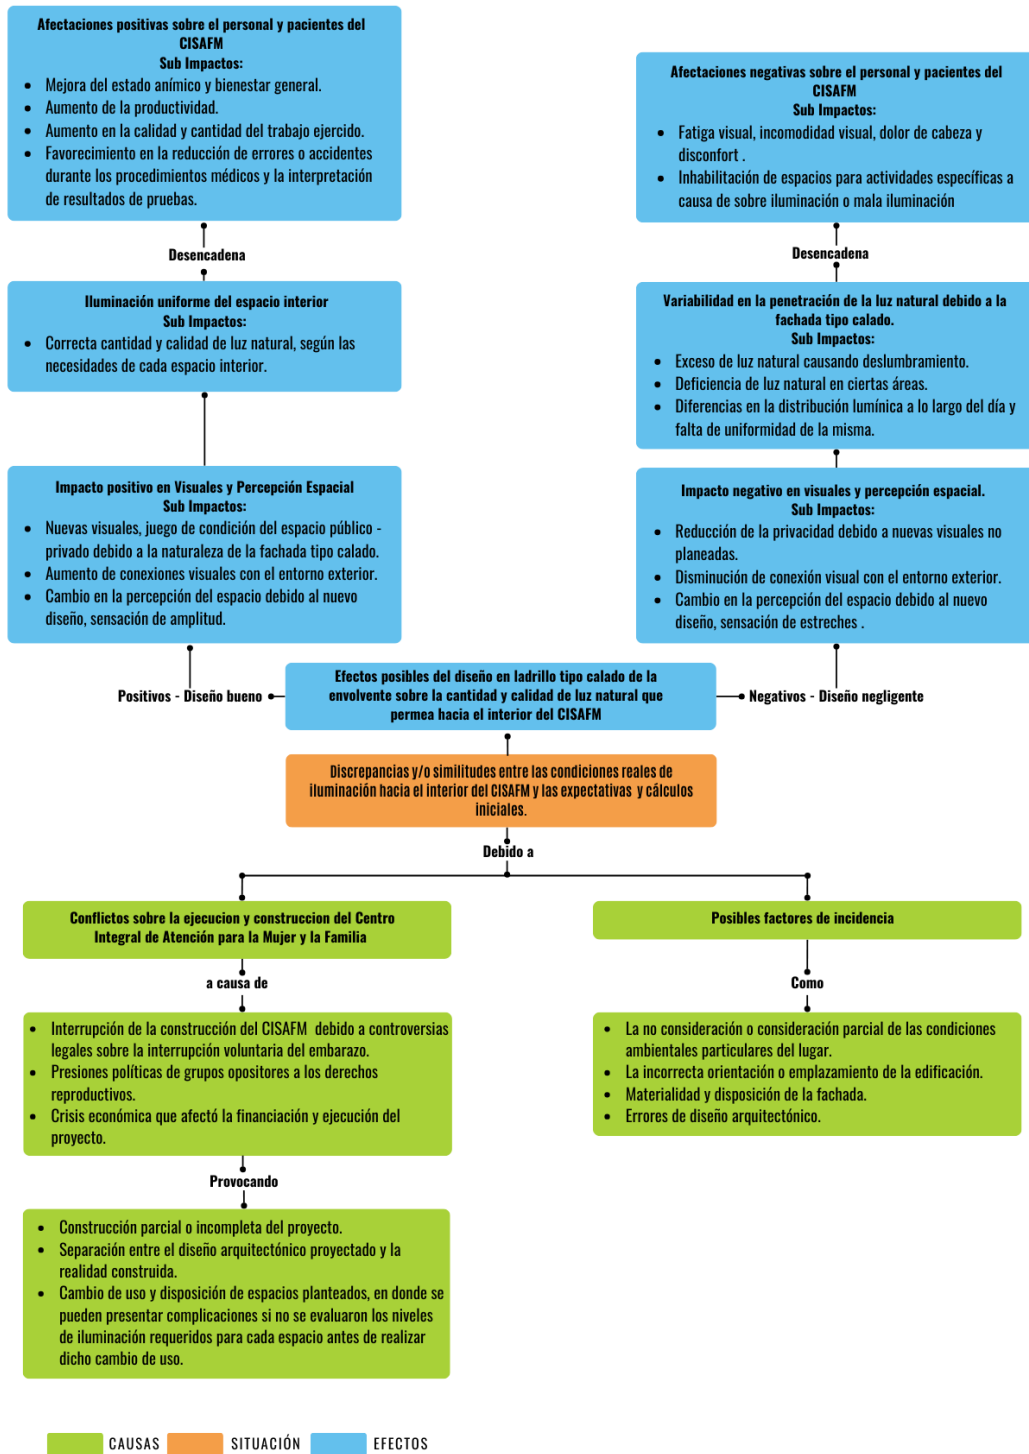 Afectaciones positivas sobre el personal y pacientes del
CISAFM
Sub Impactos:
• Mejora del estado anímico y bienestar general.
• Aumento de la productividad.
• Aumento en la calidad y cantidad del trabajo ejercido.
• Favorecimiento en la reducción de errores o accidentes
durante los procedimientos médicos y la interpretación
de resultados de pruebas.
Afectaciones negativas sobre el personal y pacientes del
CISAFM
Sub Impactos:
• Fatiga visual, incomodidad visual, dolor de cabeza y
disconfort .
• Inhabilitación de espacios para actividades específicas a
causa de sobre iluminación o mala iluminación
Desencadena
Desencadena
Iluminación uniforme del espacio interior
Sub Impactos:
• Correcta cantidad y calidad de luz natural, según las
necesidades de cada espacio interior.
Variabilidad en la penetración de la luz natural debido a la
fachada tipo calado.
Sub Impactos:
• Exceso de luz natural causando deslumbramiento.
• Deficiencia de luz natural en ciertas áreas.
• Diferencias en la distribución lumínica a lo largo del día y
falta de uniformidad de la misma.
Impacto positivo en Visuales y Percepción Espacial
Sub Impactos:
• Nuevas visuales, juego de condición del espacio público -
privado debido a la naturaleza de la fachada tipo calado.
• Aumento de conexiones visuales con el entorno exterior.
• Cambio en la percepción del espacio debido al nuevo
diseño, sensación de amplitud.
Impacto negativo en visuales y percepción espacial.
Sub Impactos:
• Reducción de la privacidad debido a nuevas visuales no
planeadas.
• Disminución de conexión visual con el entorno exterior.
• Cambio en la percepción del espacio debido al nuevo
diseño, sensación de estreches .
Positivos - Diseño bueno
Efectos posibles del diseño en ladrillo tipo calado de la
envolvente sobre la cantidad y calidad de luz natural que
permea hacia el interior del CISAFM
Negativos - Diseño negligente
Discrepancias y/o similitudes entre las condiciones reales de
iluminación hacia el interior del CISAFM y las expectativas y cálculos
iniciales.
Debido a
Conflictos sobre la ejecucion y construccion del Centro
Integral de Atención para la Mujer y la Familia
Posibles factores de incidencia
a causa de
Como
• Interrupción de la construcción del CISAFM debido a controversias
legales sobre la interrupción voluntaria del embarazo.
• Presiones políticas de grupos opositores a los derechos
reproductivos.
• Crisis económica que afectó la financiación y ejecución del
proyecto.
• La no consideración o consideración parcial de las condiciones
ambientales particulares del lugar.
• La incorrecta orientación o emplazamiento de la edificación.
• Materialidad y disposición de la fachada.
• Errores de diseño arquitectónico.
Provocando
• Construcción parcial o incompleta del proyecto.
• Separación entre el diseño arquitectónico proyectado y la
realidad construida.
• Cambio de uso y disposición de espacios planteados, en donde se
pueden presentar complicaciones si no se evaluaron los niveles
de iluminación requeridos para cada espacio antes de realizar
dicho cambio de uso.
CAUSAS SITUACIÓN EFECTOS